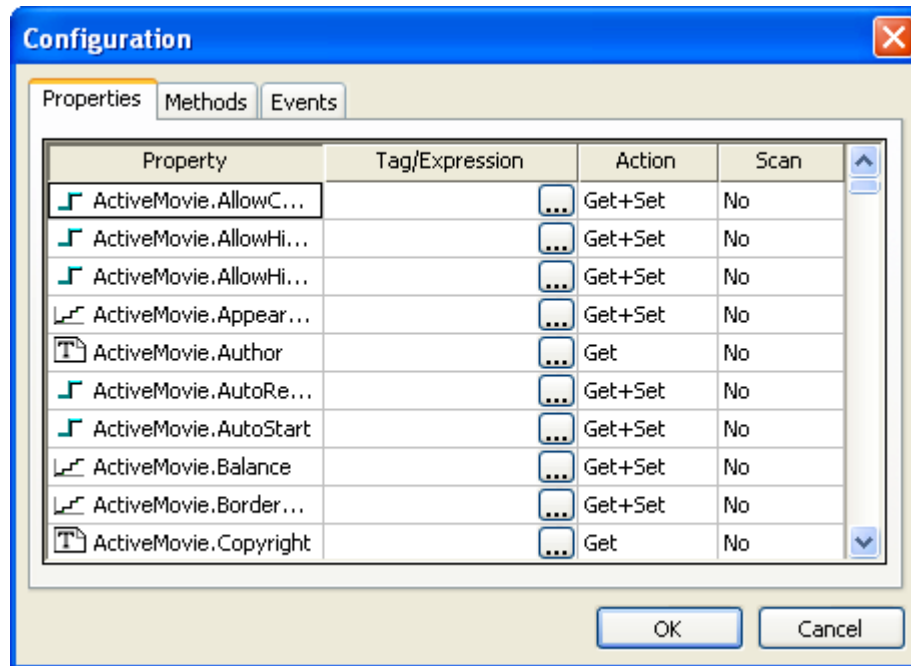 Configuration
Properties Methods Events
Property Tag/Expression Action Scan
ActiveMovie.AllowC... ... Get+Set No
ActiveMovie.AllowHi... ... Get+Set No
ActiveMovie.AllowHi... ... Get+Set No
ActiveMovie.Appear... ... Get+Set No
T ActiveMovie.Author ... Get No
ActiveMovie.AutoRe... ... Get+Set No
ActiveMovie.AutoStart ... Get+Set No
ActiveMovie.Balance ... Get+Set No
ActiveMovie.Border... ... Get+Set No
T ActiveMovie.Copyright ... Get No
OK Cancel